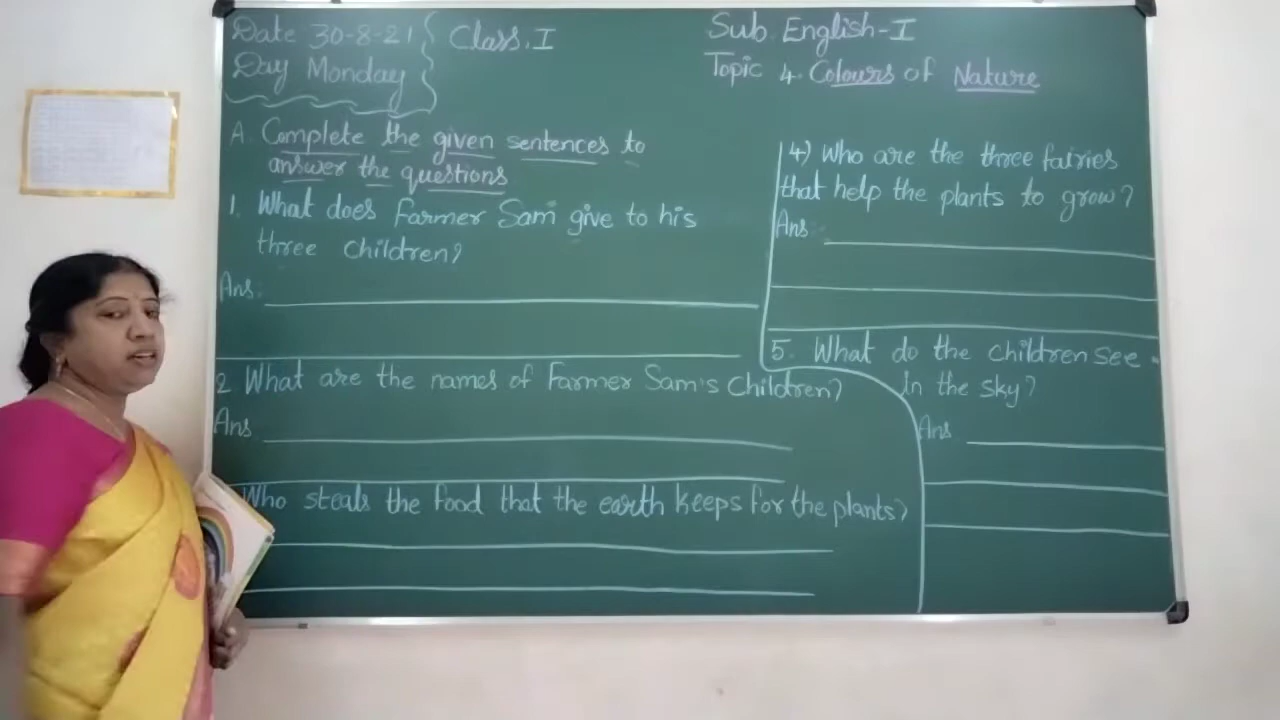 Date 30-8-21
Day Monday
Class. I
Sub English-I
Topic 4. Colours of Nature
A. Complete the given sentences to
answer the questions
1. What does Farmer Sam give to his
three children?
Ans:
2 What are the names of Farmer Sam's Children?
Ans
Who steals the food that the earth keeps for the plants?
4) Who are the three fairies
that help the plants to grow?
Ans:
5. What do the children see
In the sky?
Ans